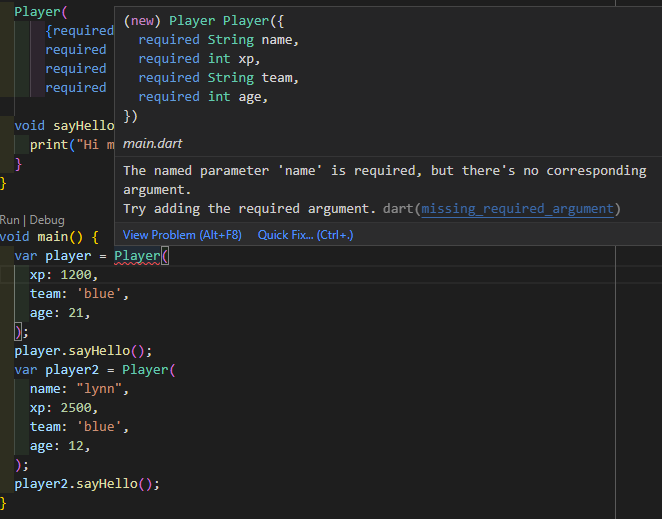 Player(
{required
required
required
required
void sayHello
print("Hi m
}
}
(new) Player Player({
required String name,
required int xp,
required String team,
required int age,
})
main.dart
The named parameter 'name' is required, but there's no corresponding
argument.
Try adding the required argument. dart(missing_required_argument)
View Problem (Alt+F8) Quick Fix... (Ctrl+.)
Run | Debug
void main() {
var player = Player(
xp: 1200,
team: 'blue',
age: 21,
);
player.sayHello();
var player2 = Player(
name: "lynn",
xp: 2500,
team: 'blue',
age: 12,
);
player2.sayHello();
}